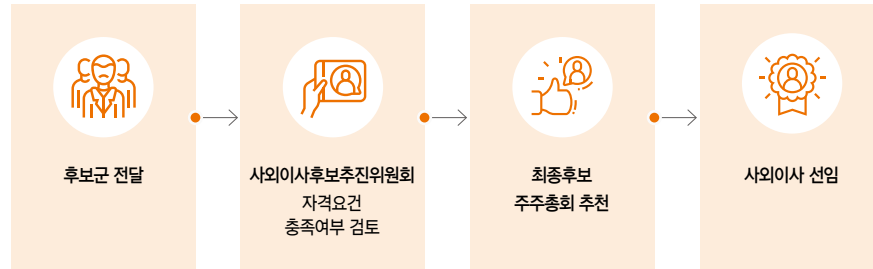 후보군 전달
사외이사후보추진위원회
자격요건
충족여부 검토
최종후보
주주총회 추천
사외이사 선임